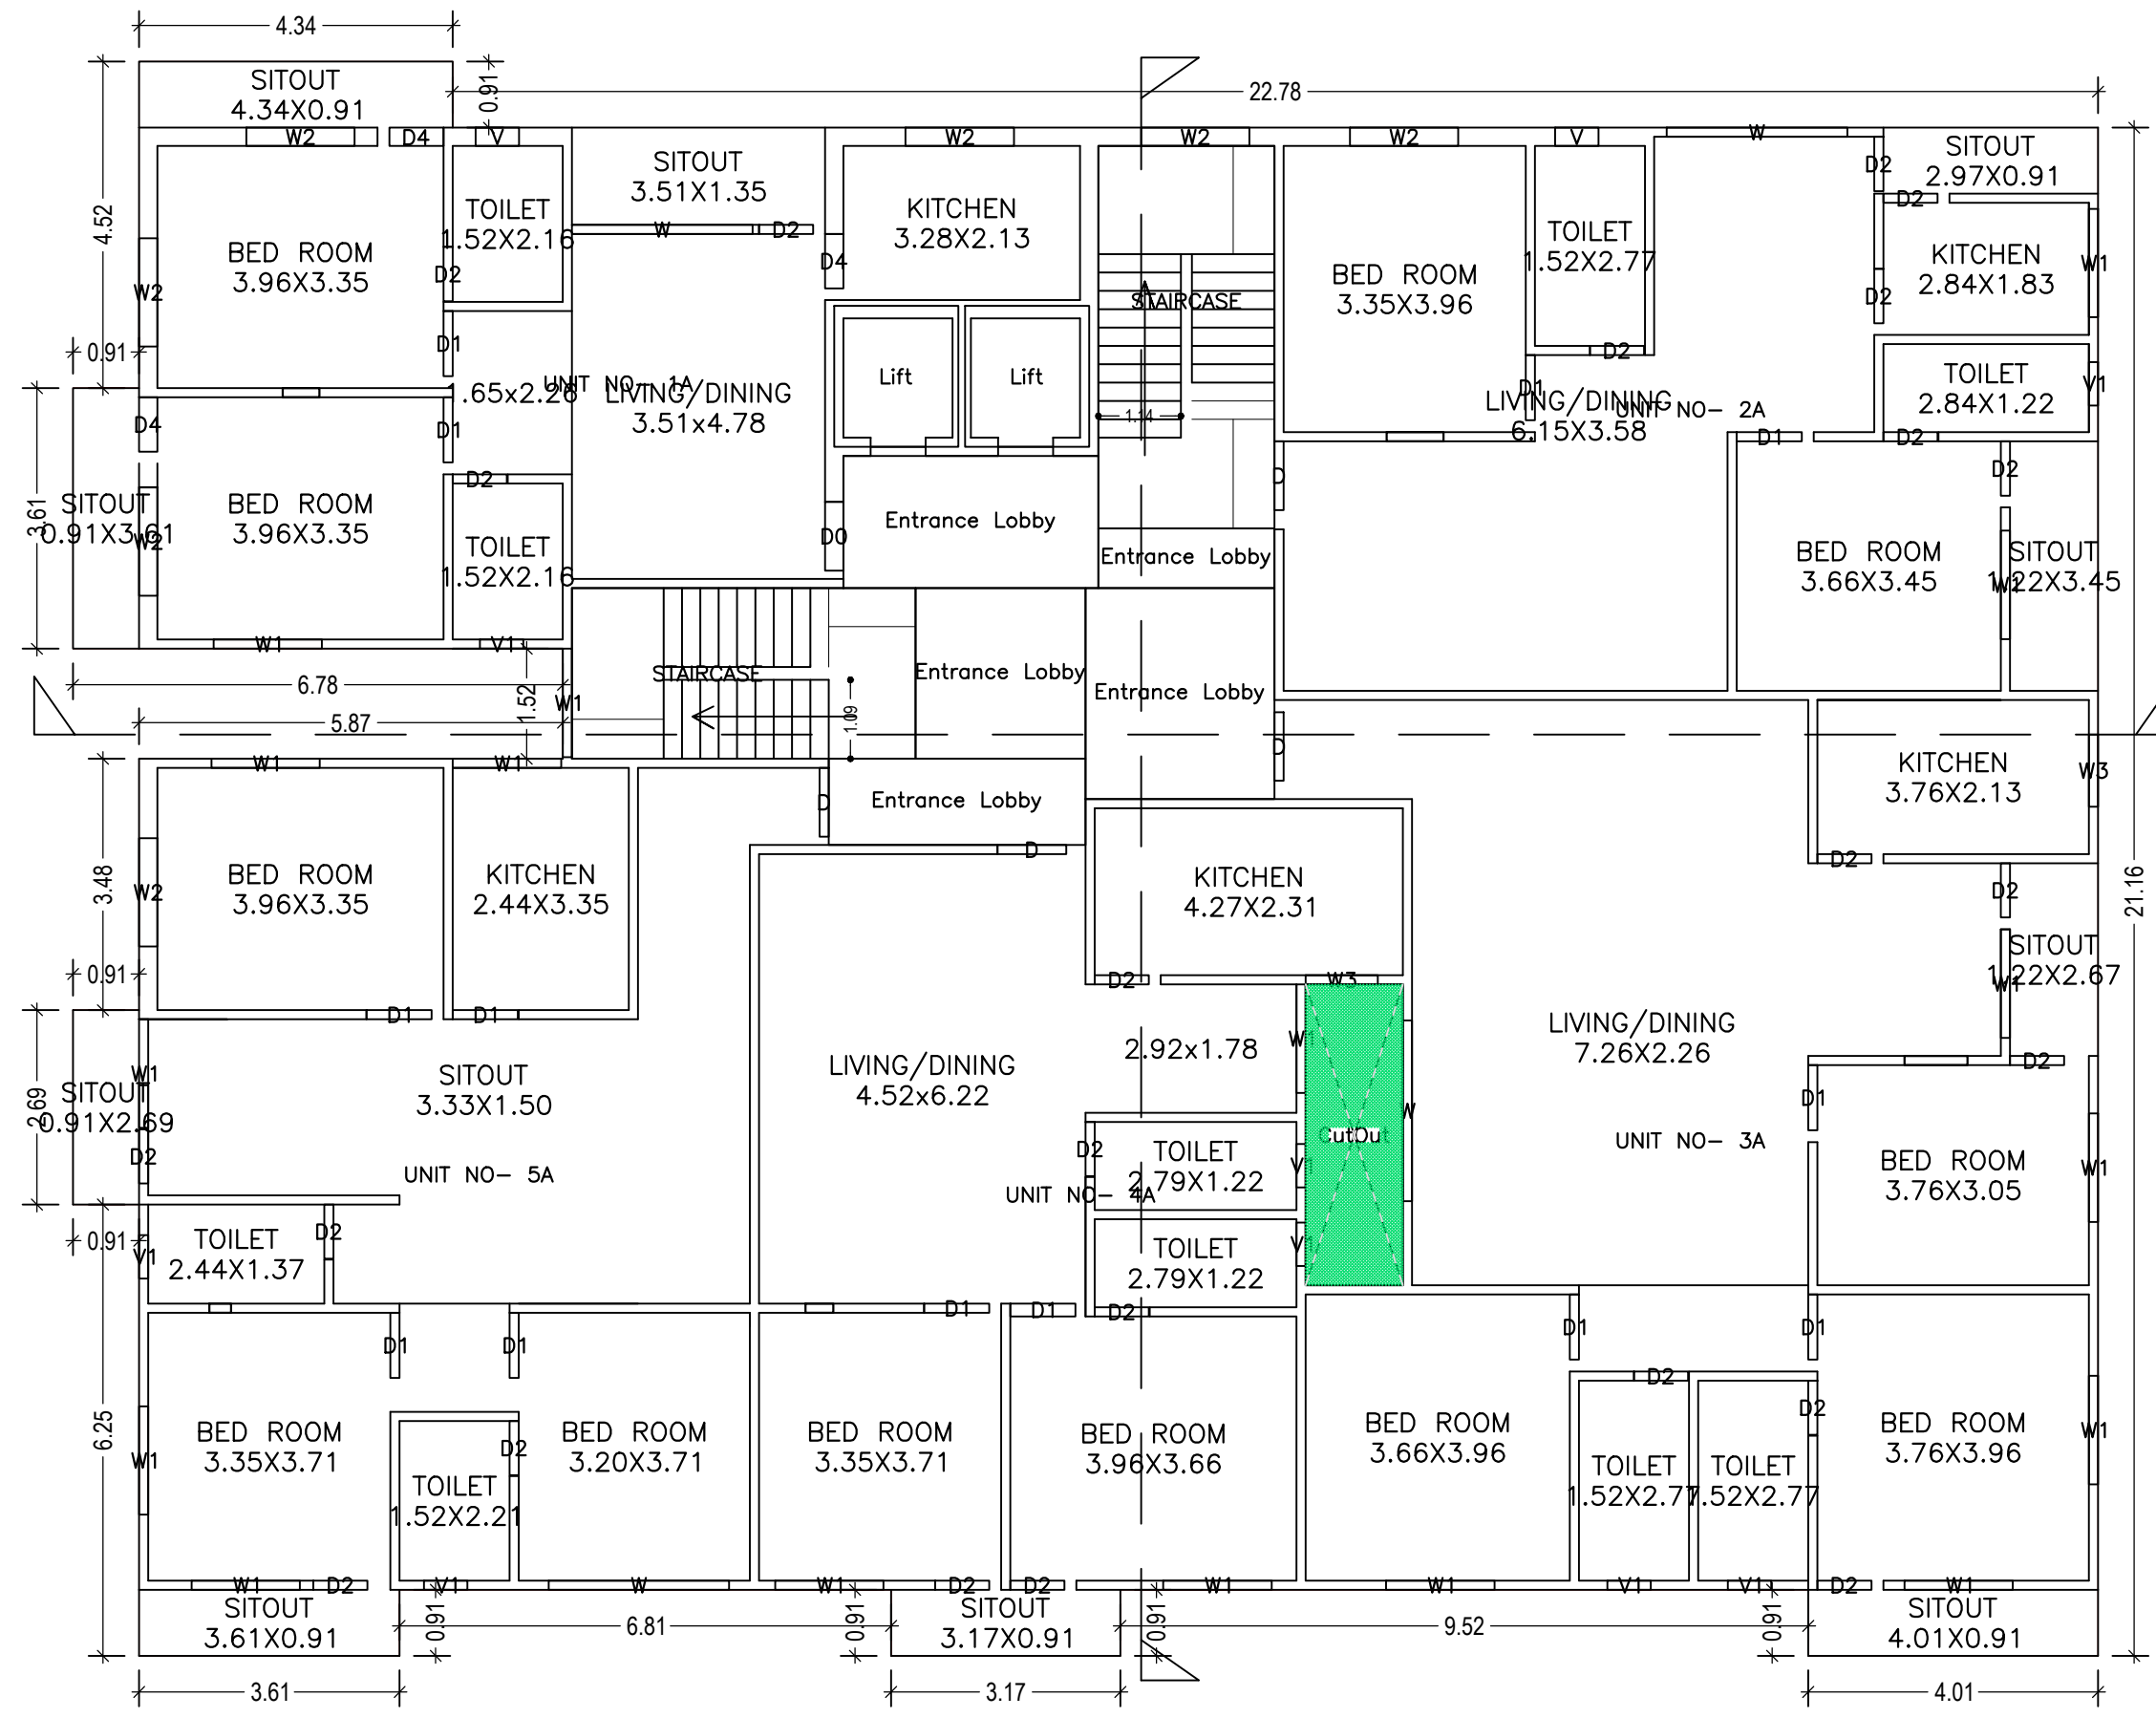 4.34
SITOUT
4.34X0.91
0.91
22.78
W2
D4
V
W2
W2
W2
V
W
SITOUT
3.51X1.35
D2
SITOUT
2.97X0.91
4.52
TOILET
1.52X2.16
KITCHEN
3.28X2.13
W
D2
D2
BED ROOM
3.96X3.35
D2
W2
D4
STAIRCASE
BED ROOM
3.35X3.96
TOILET
1.52X2.77
KITCHEN
2.84X1.83
W1
D2
0.91
D1
D2
Lift
Lift
UNIT NO- 1A
1.65x2.26
LIVING/DINING
3.51x4.78
1.14
D1
LIVING/DINING
6.15X3.58
UNIT NO- 2A
TOILET
2.84X1.22
V1
D4
D1
D1
D2
3.61
SITOUT
0.91X3.61
W2
BED ROOM
3.96X3.35
D2
TOILET
1.52X2.16
D0
Entrance Lobby
Entrance Lobby
D
D2
BED ROOM
3.66X3.45
SITOUT
1.22X3.45
W1
W1
V1
6.78
1.52
W1
5.87
STAIRCASE
1.09
Entrance Lobby
Entrance Lobby
D
W1
W1
D
Entrance Lobby
KITCHEN
3.76X2.13
W3
21.16
3.48
W2
BED ROOM
3.96X3.35
KITCHEN
2.44X3.35
D
KITCHEN
4.27X2.31
D2
D2
0.91
D1
D1
D2
W3
SITOUT
1.22X2.67
W1
2.69
SITOUT
0.91X2.69
W1
D2
SITOUT
3.33X1.50
LIVING/DINING
4.52x6.22
2.92x1.78
W1
LIVING/DINING
7.26X2.26
D2
UNIT NO- 5A
UNIT NO- 4A
D2
TOILET
2.79X1.22
V1
CutOut
W
UNIT NO- 3A
D1
BED ROOM
3.76X3.05
W1
0.91
V1
TOILET
2.44X1.37
D2
TOILET
2.79X1.22
V1
D1
D1
D2
D1
D1
D1
D1
D2
D2
6.25
W1
BED ROOM
3.35X3.71
D2
TOILET
1.52X2.21
BED ROOM
3.20X3.71
BED ROOM
3.35X3.71
BED ROOM
3.96X3.66
BED ROOM
3.66X3.96
TOILET
1.52X2.77
TOILET
1.52X2.77
BED ROOM
3.76X3.96
W1
W1
D2
V1
W
W1
D2
D2
W1
W1
V1
V1
D2
W1
SITOUT
3.61X0.91
0.91
6.81
0.91
SITOUT
3.17X0.91
0.91
9.52
0.91
SITOUT
4.01X0.91
3.61
3.17
4.01